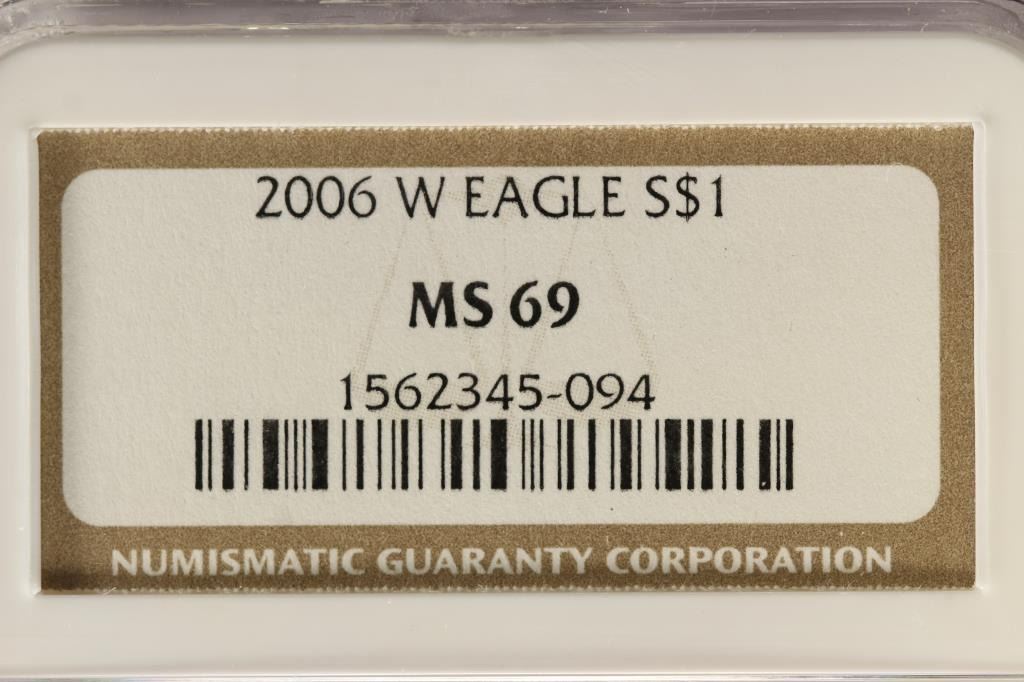 2006 W EAGLE S$1
MS 69
1562345-094
NUMISMATIC GUARANTY CORPORATION